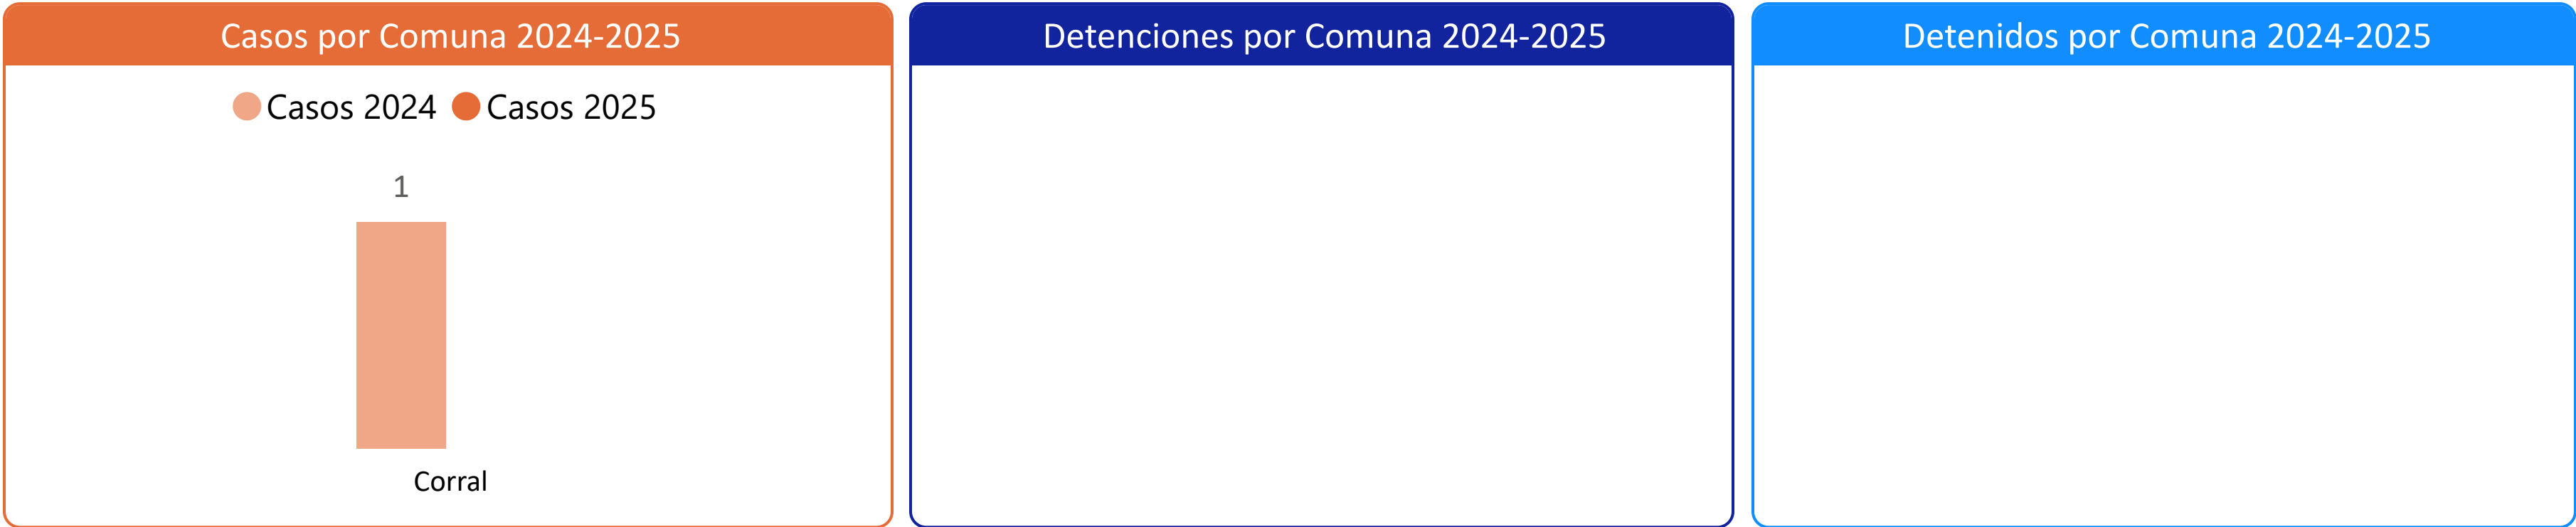 Casos por Comuna 2024-2025
Casos 2024 Casos 2025
1
Corral
Detenciones por Comuna 2024-2025
Detenidos por Comuna 2024-2025